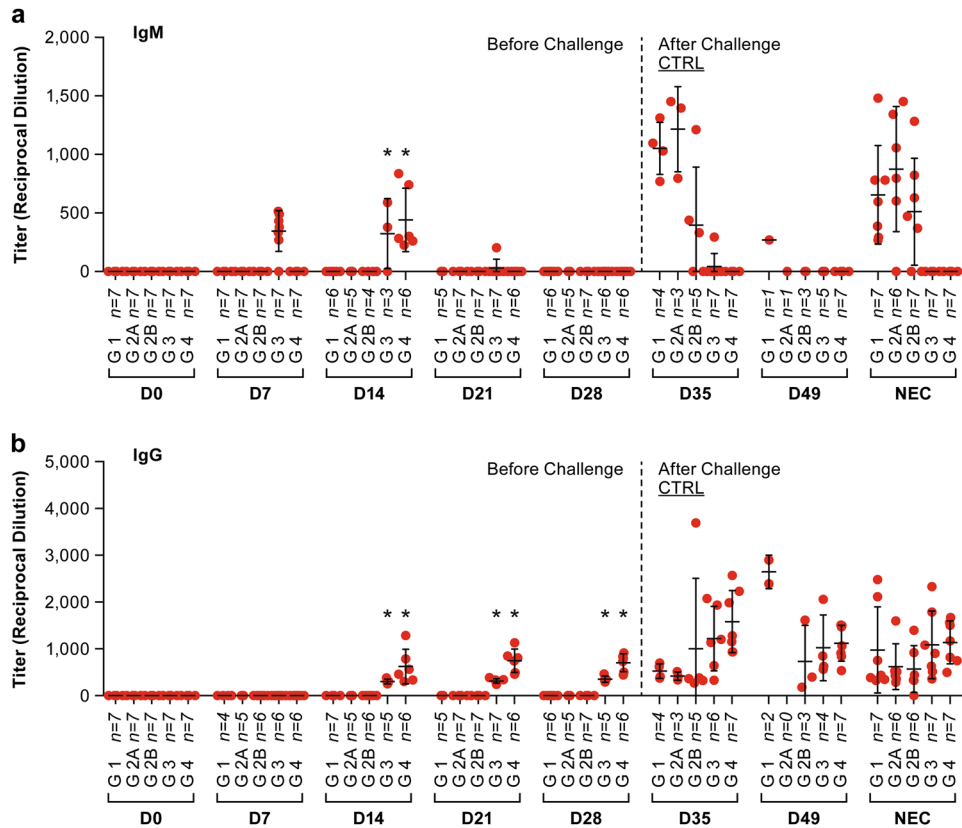 a
IgM
Before Challenge
After Challenge
CTRL
Titer (Reciprocal Dilution)
2,000
1,500
1,000
500
0
* *
G 1 n=7
G 2A n=7
G 2B n=7
G 3 n=7
G 4 n=7
D0
G 1 n=7
G 2A n=7
G 2B n=7
G 3 n=7
G 4 n=7
D7
G 1 n=6
G 2A n=5
G 2B n=4
G 3 n=3
G 4 n=6
D14
G 1 n=5
G 2A n=7
G 2B n=7
G 3 n=7
G 4 n=6
D21
G 1 n=6
G 2A n=5
G 2B n=7
G 3 n=7
G 4 n=6
D28
G 1 n=4
G 2A n=3
G 2B n=5
G 3 n=7
G 4 n=7
D35
G 1 n=1
G 2A n=1
G 2B n=3
G 3 n=5
G 4 n=7
D49
G 1 n=7
G 2A n=6
G 2B n=7
G 3 n=7
G 4 n=7
NEC
b
IgG
Before Challenge
After Challenge
CTRL
Titer (Reciprocal Dilution)
5,000
4,000
3,000
2,000
1,000
0
* *
* *
* *
G 1 n=7
G 2A n=7
G 2B n=7
G 3 n=7
G 4 n=7
D0
G 1 n=4
G 2A n=5
G 2B n=6
G 3 n=6
G 4 n=6
D7
G 1 n=7
G 2A n=5
G 2B n=6
G 3 n=5
G 4 n=6
D14
G 1 n=5
G 2A n=5
G 2B n=7
G 3 n=7
G 4 n=6
D21
G 1 n=5
G 2A n=5
G 2B n=7
G 3 n=5
G 4 n=6
D28
G 1 n=4
G 2A n=3
G 2B n=5
G 3 n=6
G 4 n=7
D35
G 1 n=2
G 2A n=0
G 2B n=3
G 3 n=4
G 4 n=7
D49
G 1 n=7
G 2A n=6
G 2B n=6
G 3 n=7
G 4 n=7
NEC